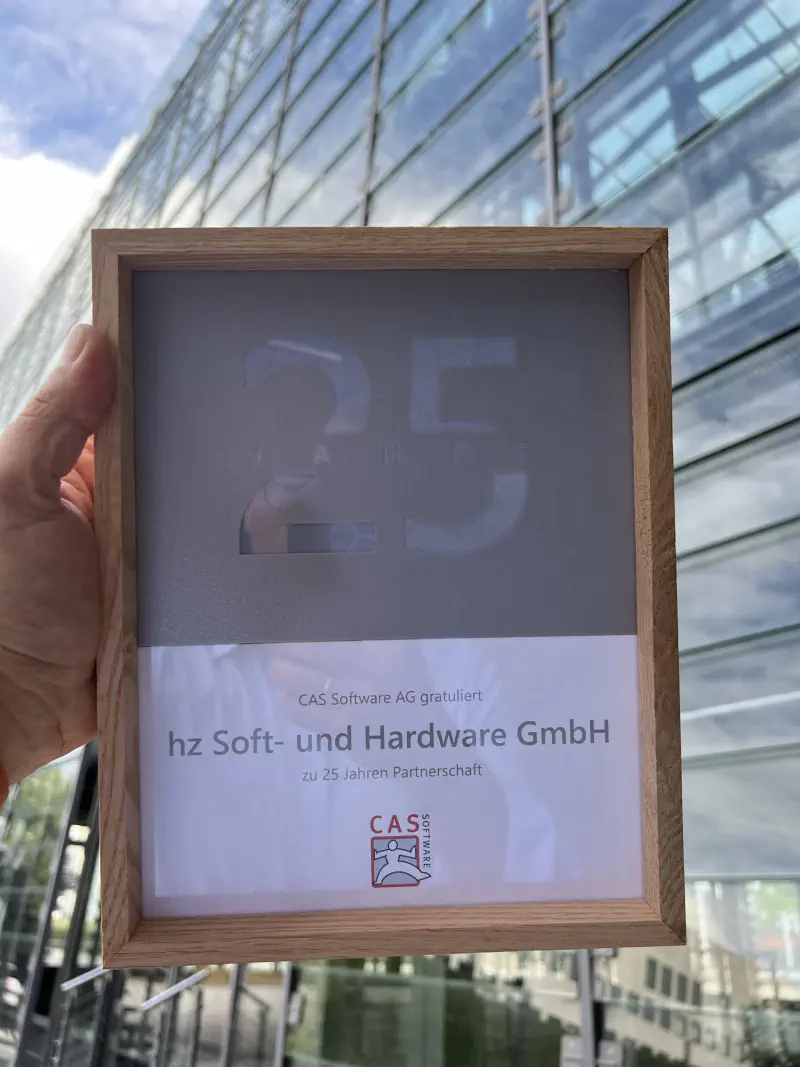 25
JAHRE
CAS Software AG gratuliert
hz Soft- und Hardware GmbH
zu 25 Jahren Partnerschaft
CAS
SOFTWARE